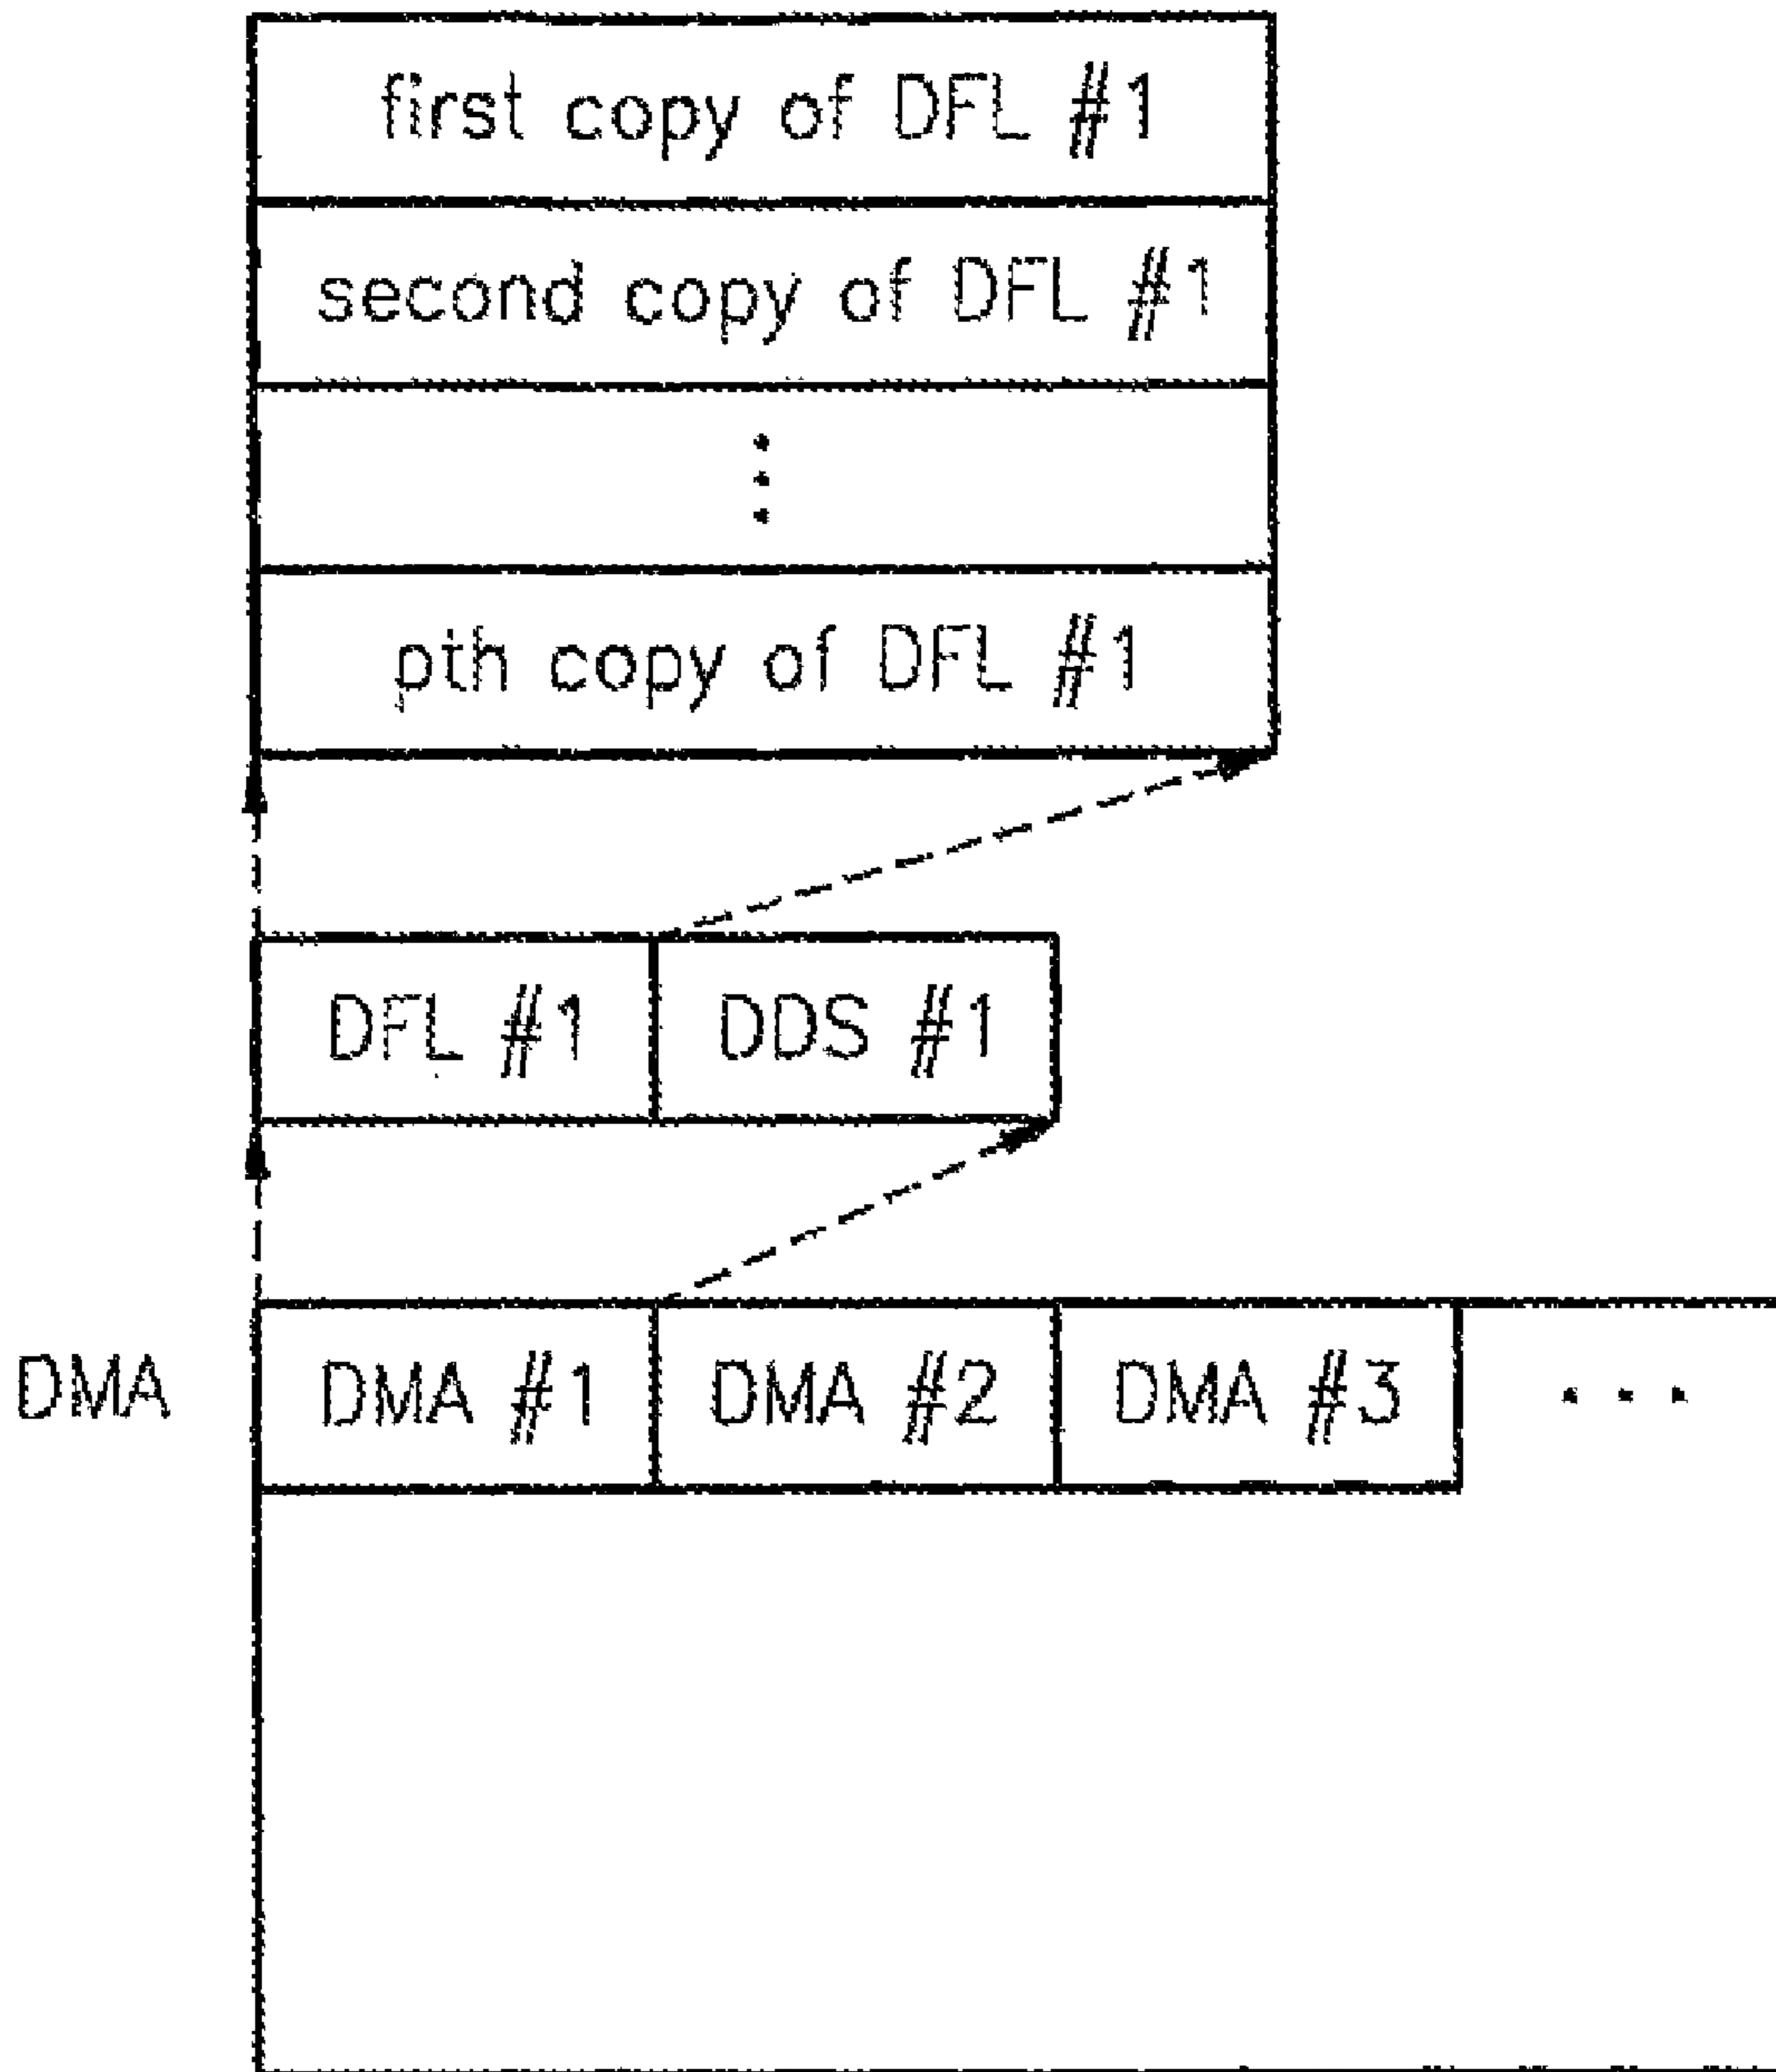 first copy of DFL #1
second copy of DFL #1
⋮
pth copy of DFL #1
DFL #1 DDS #1
DMA DMA #1 DMA #2 DMA #3 ...